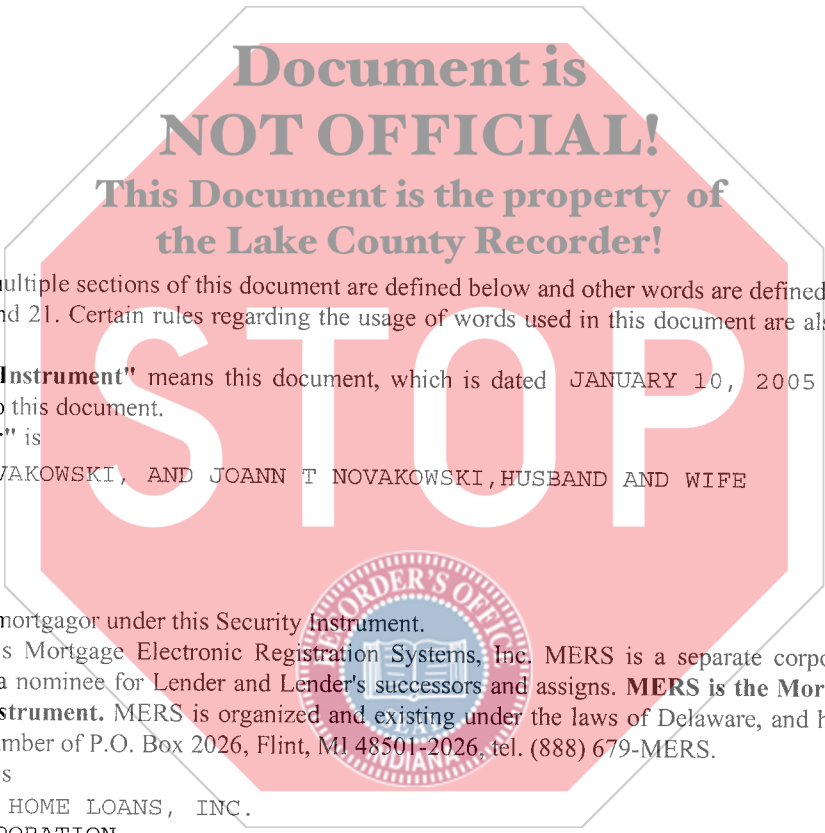 Document is
NOT OFFICIAL!
This Document is the property of
the Lake County Recorder!
ultiple sections of this document are defined below and other words are defined
nd 21. Certain rules regarding the usage of words used in this document are als
Instrument" means this document, which is dated JANUARY 10, 2005
o this document.
r" is
VAKOWSKI, AND JOANN T NOVAKOWSKI,HUSBAND AND WIFE
STOP
mortgagor under this Security Instrument.
s Mortgage Electronic Registration Systems, Inc. MERS is a separate corpo
a nominee for Lender and Lender's successors and assigns. MERS is the Mor
strument. MERS is organized and existing under the laws of Delaware, and h
mber of P.O. Box 2026, Flint, MI 48501-2026, tel. (888) 679-MERS.
s
HOME LOANS, INC.
PORATION
RECORDER'S OFFICE
SEAL
INDIANA